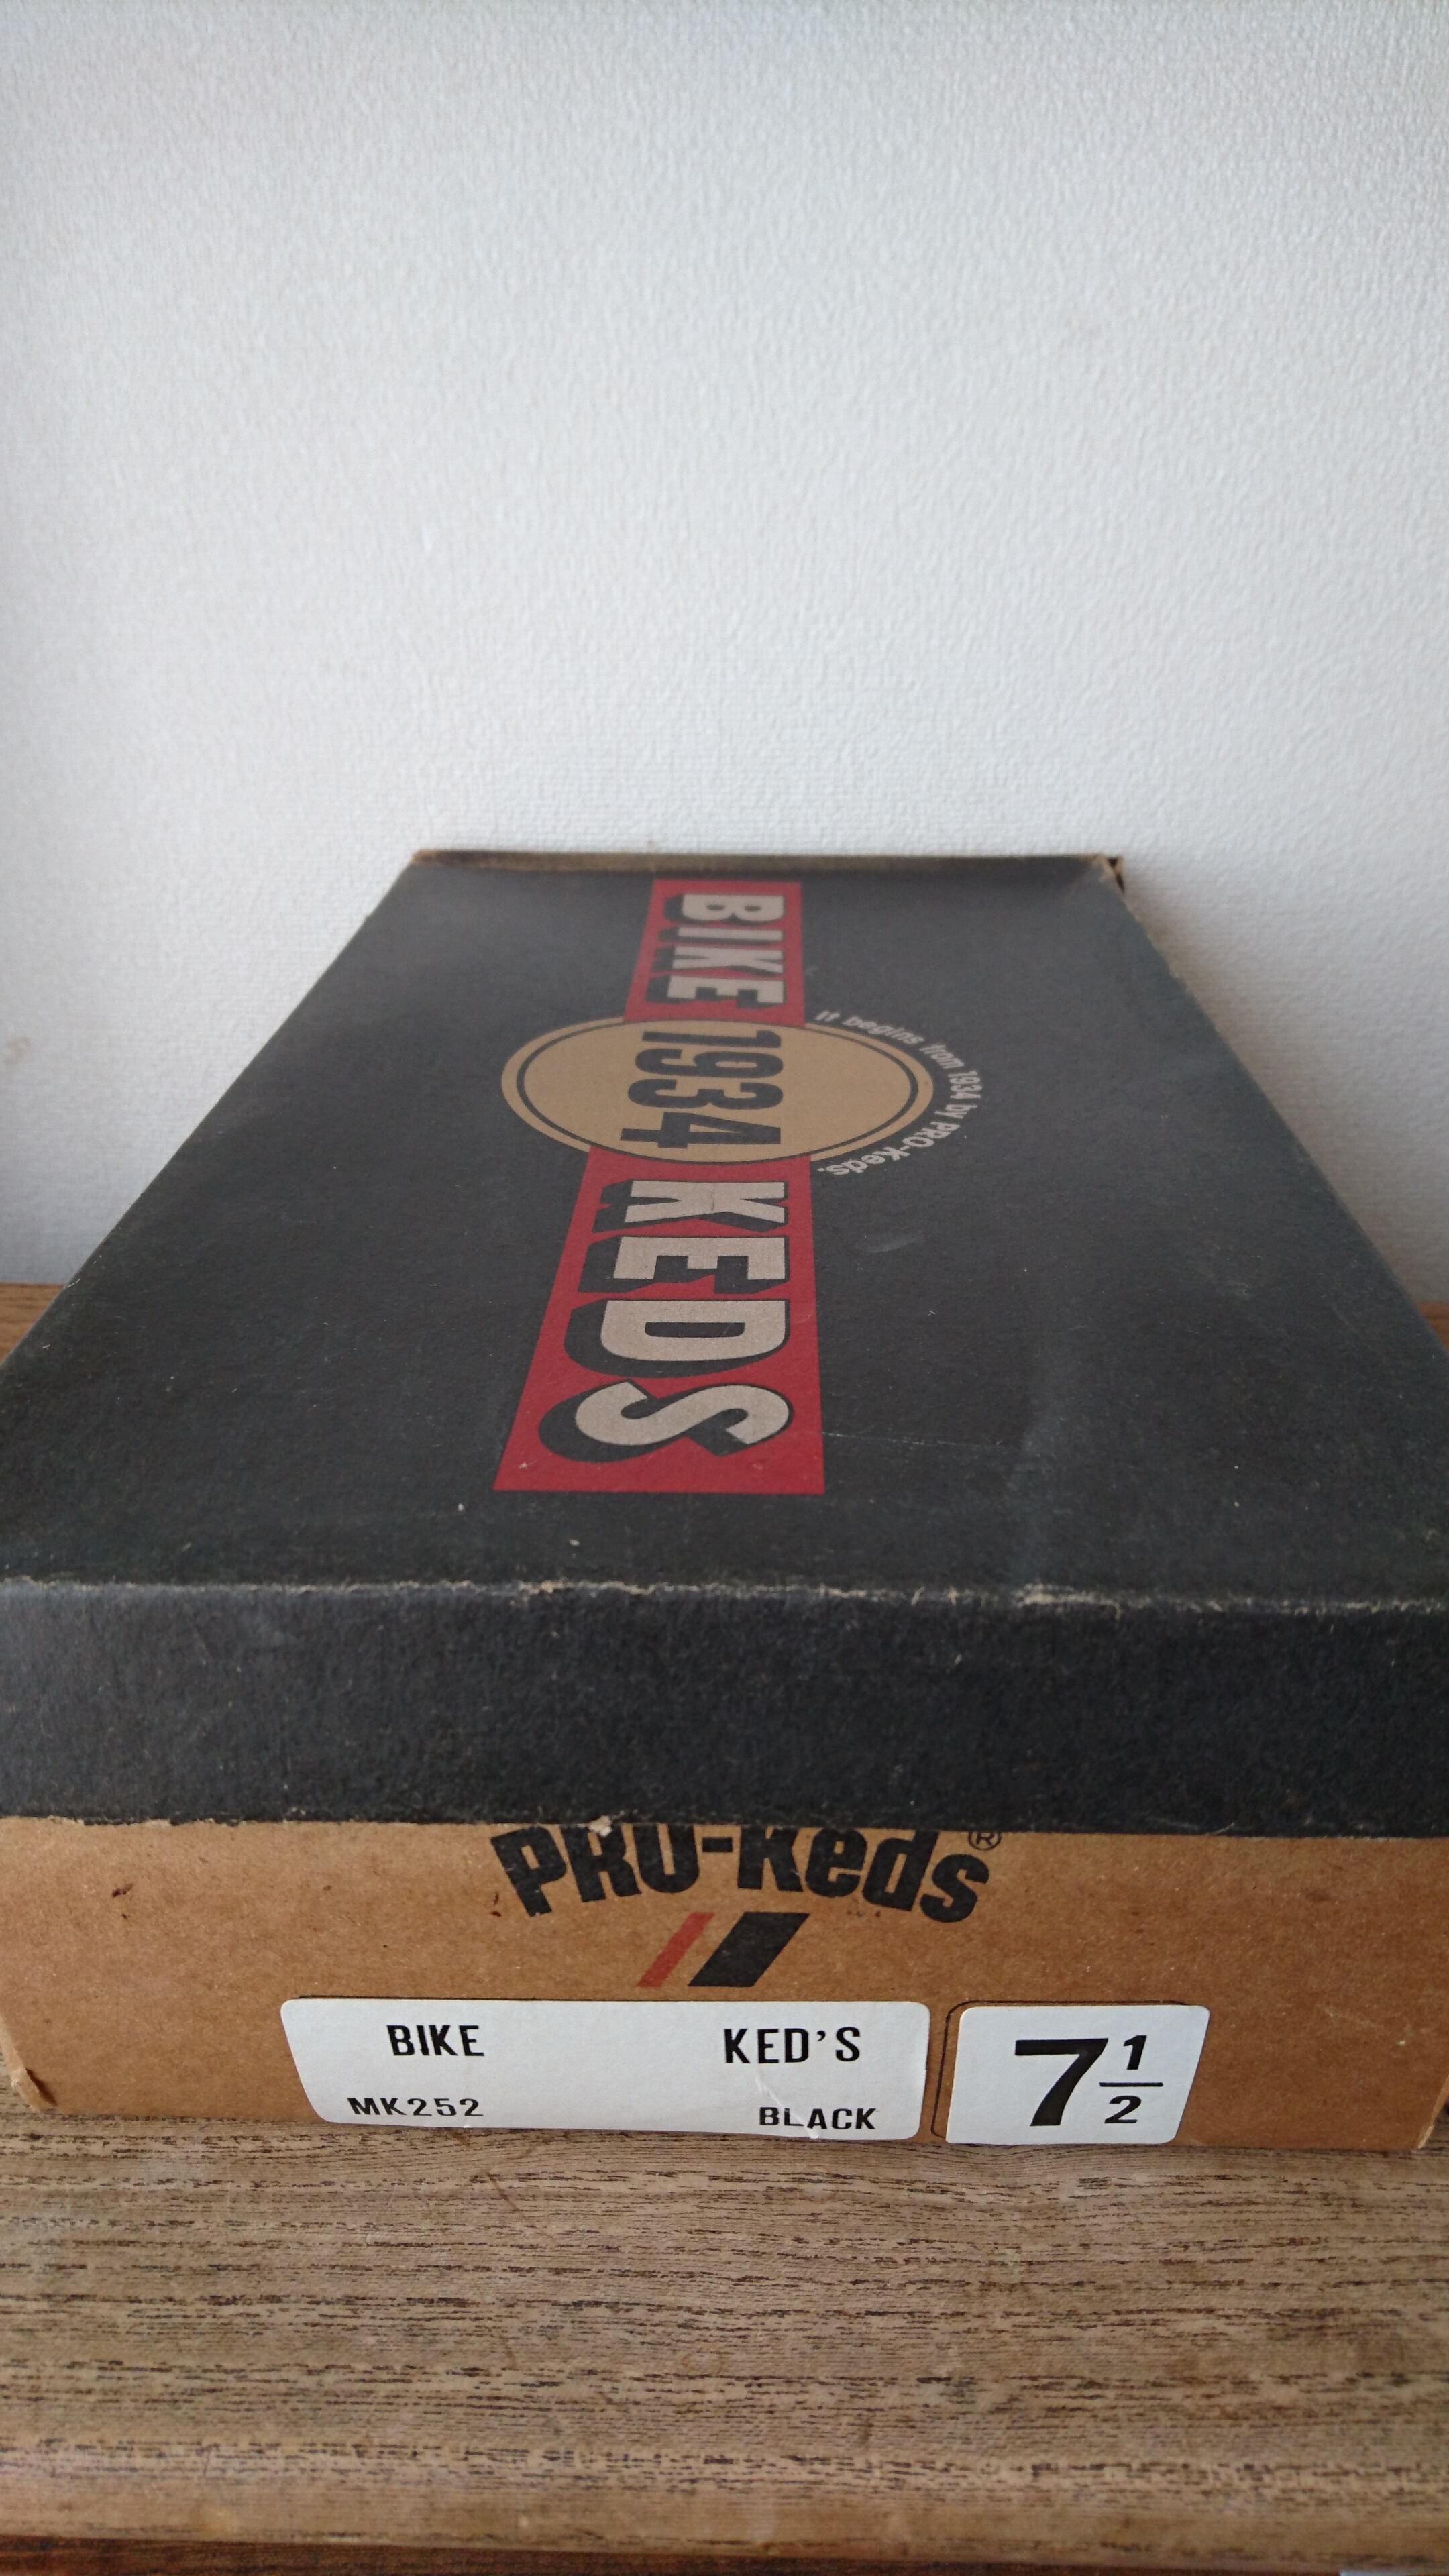 BIKE 1934 KEDS
It begins from 1934 by PRO-Keds.
PRO-Keds®
BIKE KED'S
MK252 BLACK
7 1/2